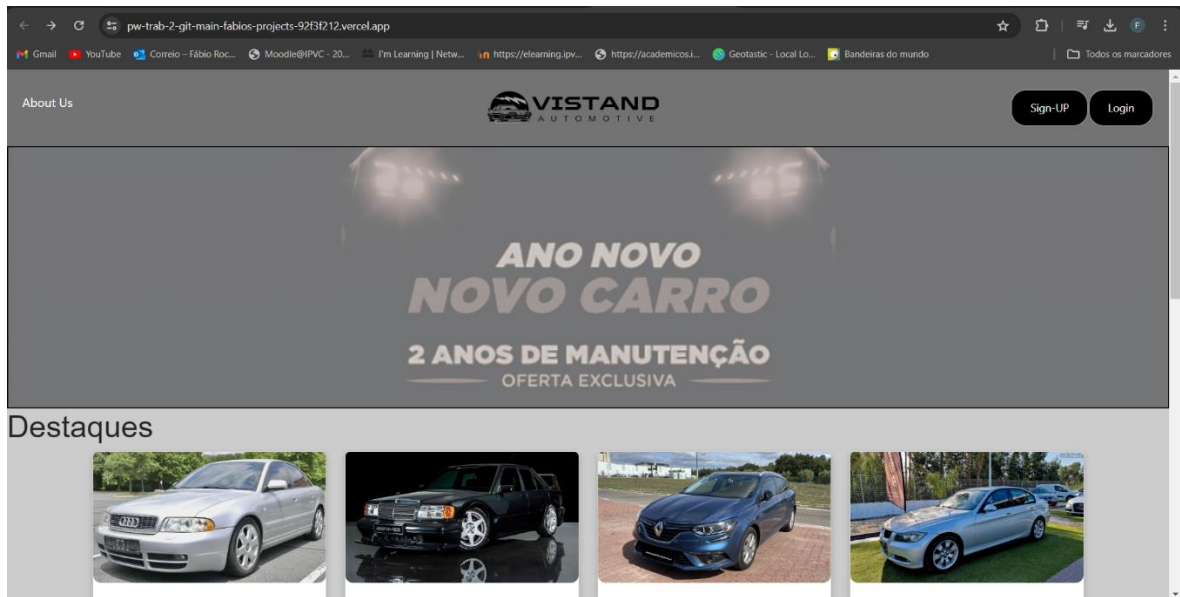 pw-trab-2-git-main-fabios-projects-92f3f212.vercel.app
Gmail YouTube Correio – Fábio Roc... Moodle@IPVC - 20... I'm Learning | Netw... https://elearning.ipv... https://academicos.i... Geotastic - Local Lo... Bandeiras do mundo Todos os marcadores
About Us
VISTAND
AUTOMOTIVE
Sign-UP Login
ANO NOVO
NOVO CARRO
2 ANOS DE MANUTENÇÃO
OFERTA EXCLUSIVA
Destaques